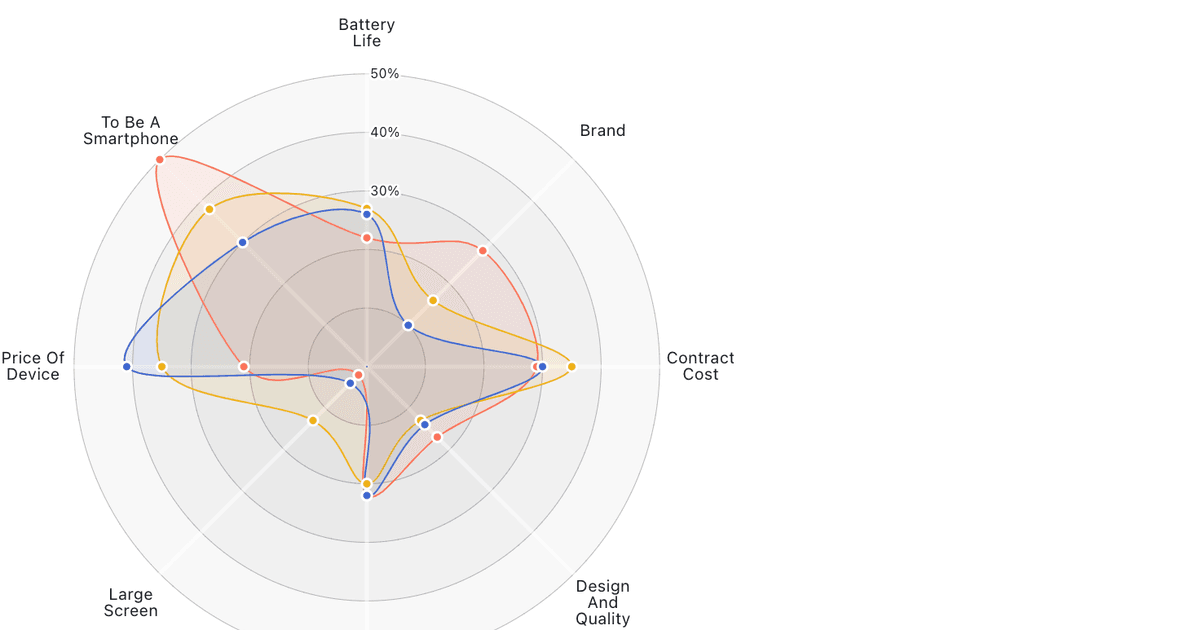 Battery
Life
50%
To Be A
Smartphone
40%
Brand
30%
Price Of
Device
Contract
Cost
Large
Screen
Design
And
Quality